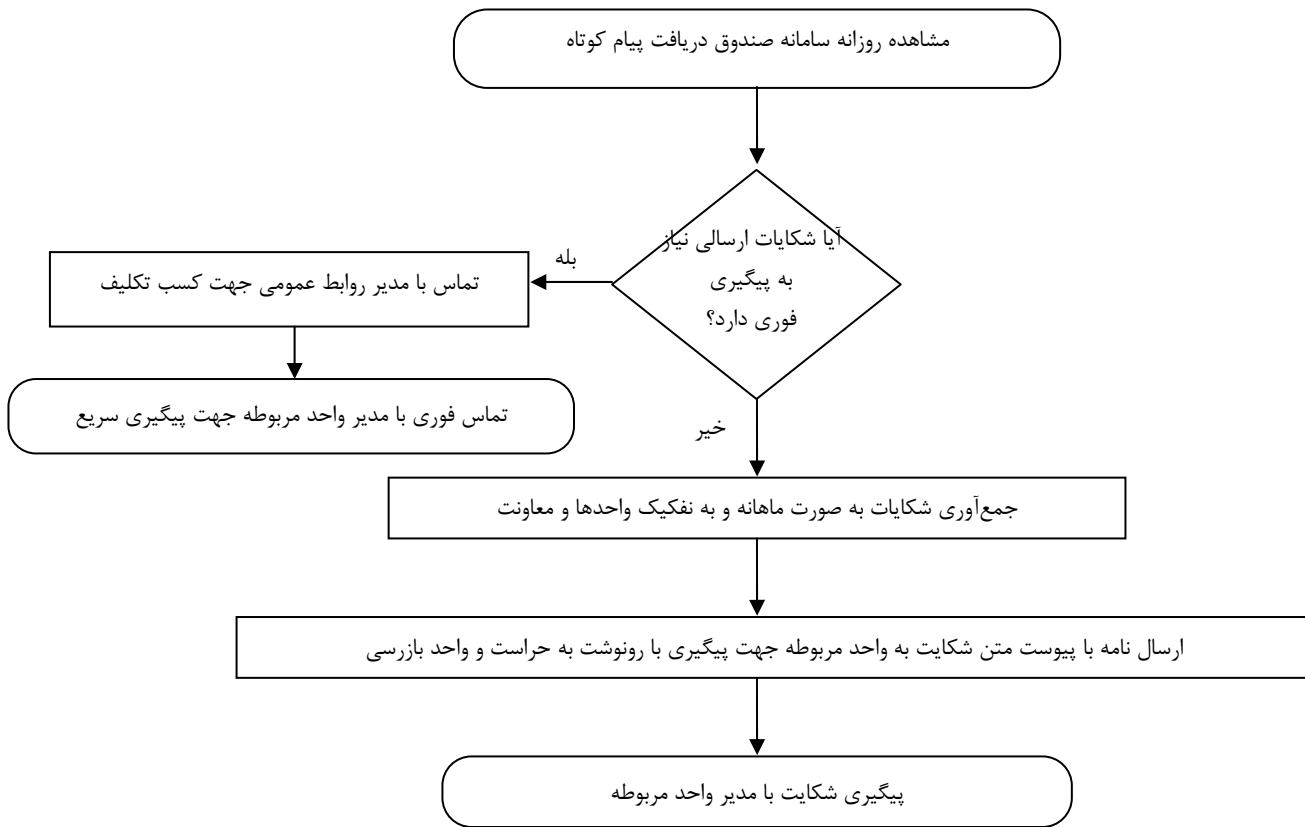 مشاهده روزانه سامانه صندوق دریافت پیام کوتاه
آیا شکایات ارسالی نیاز
به پیگیری
فوری دارد؟
بله
تماس با مدیر روابط عمومی جهت کسب تکلیف
تماس فوری با مدیر واحد مربوطه جهت پیگیری سریع
خیر
جمع‌آوری شکایات به صورت ماهانه و به نفکیک واحدها و معاونت
ارسال نامه با پیوست متن شکایت به واحد مربوطه جهت پیگیری با رونوشت به حراست و واحد بازرسی
پیگیری شکایت با مدیر واحد مربوطه